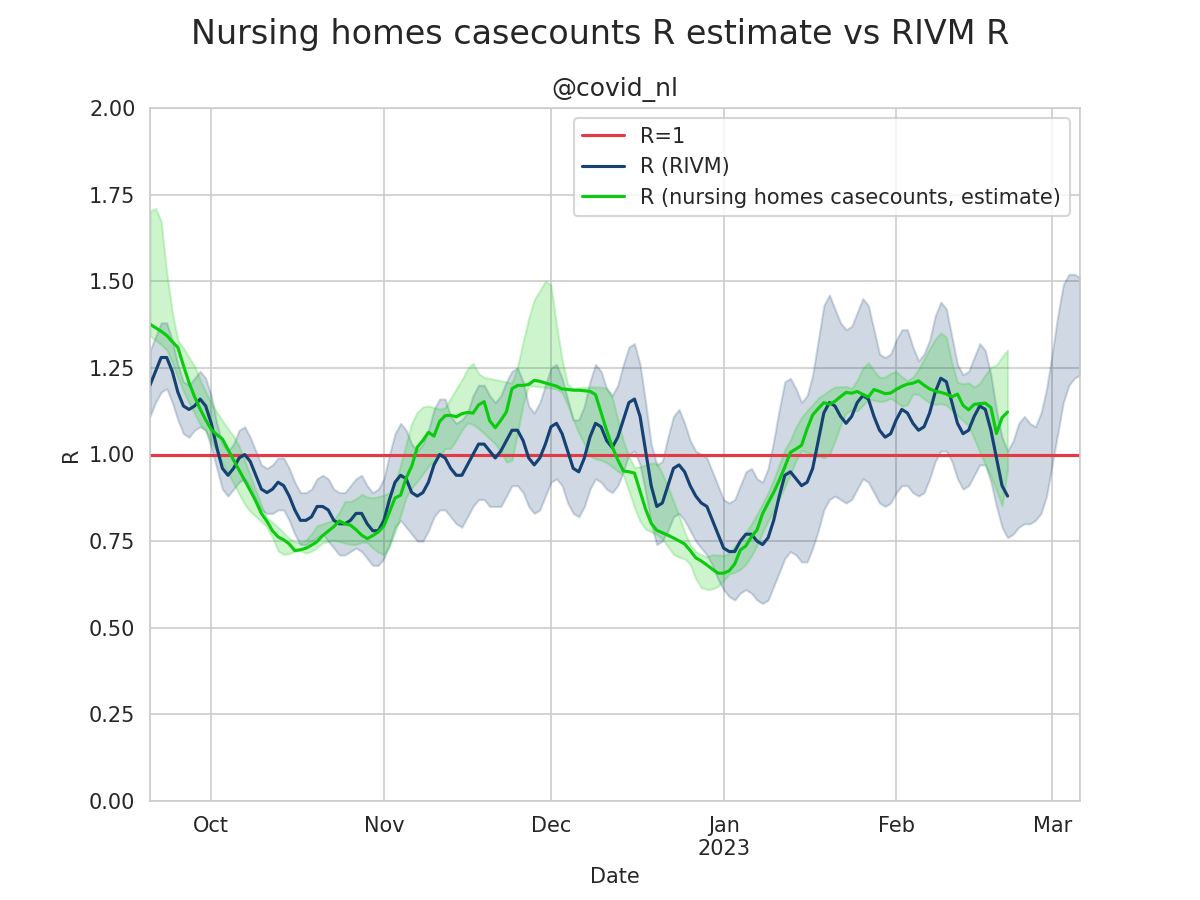 Nursing homes casecounts R estimate vs RIVM R
@covid_nl
2.00
1.75
1.50
1.25
1.00
0.75
0.50
0.25
0.00
R
R=1
R (RIVM)
R (nursing homes casecounts, estimate)
Oct Nov Dec Jan Feb Mar
2023
Date